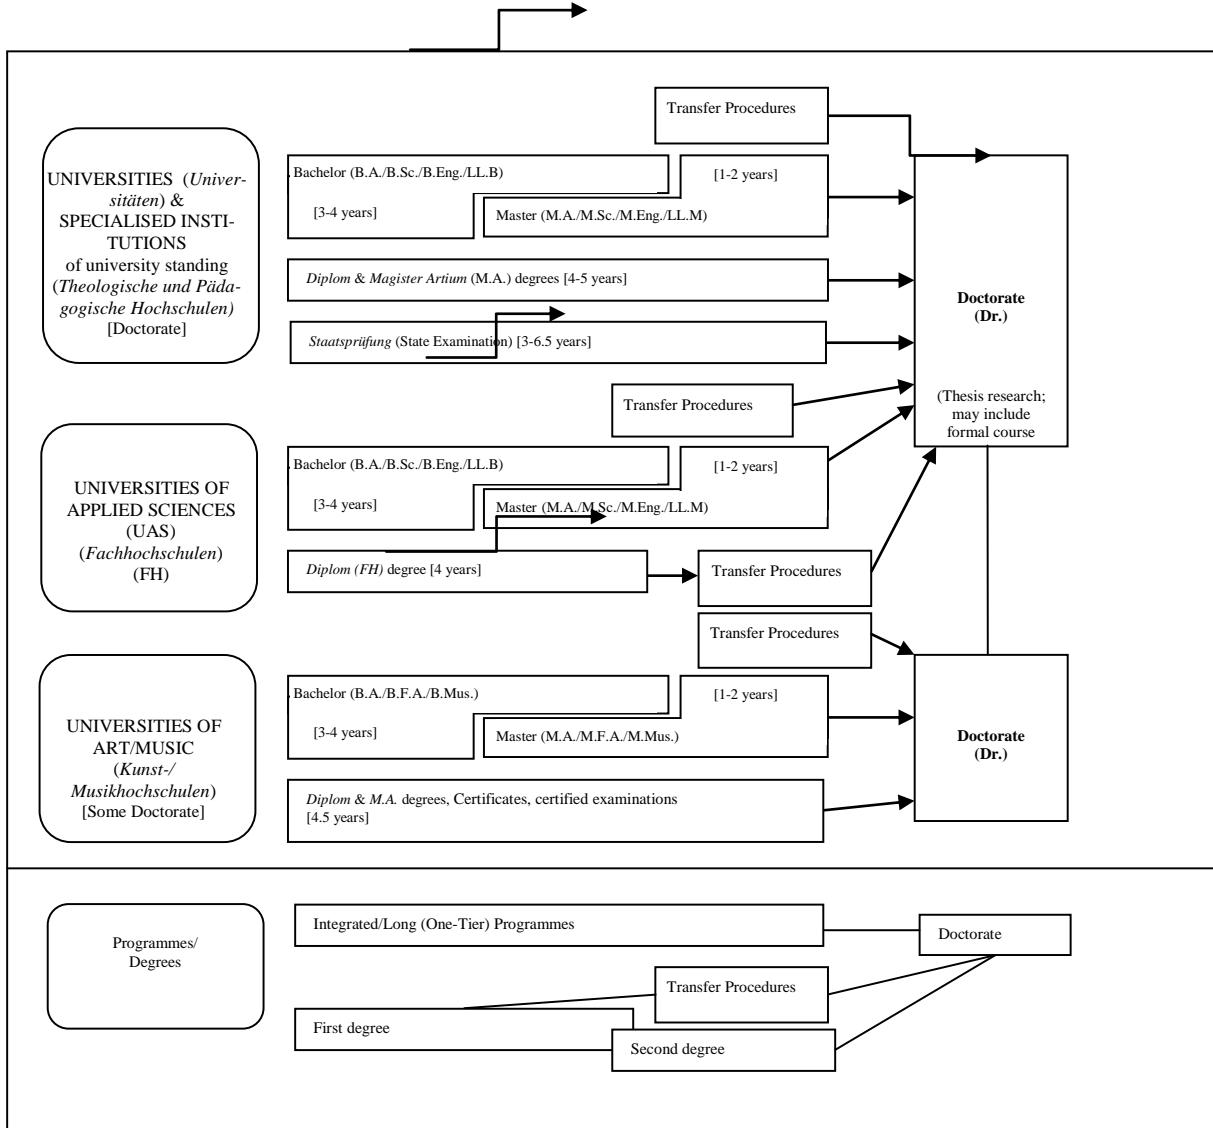 Transfer Procedures
UNIVERSITIES (Univer-
sitäten) &
SPECIALISED INSTI-
TUTIONS
of university standing
(Theologische und Päda-
gogische Hochschulen)
[Doctorate]
Bachelor (B.A./B.Sc./B.Eng./LL.B)
[1-2 years]
[3-4 years]
Master (M.A./M.Sc./M.Eng./LL.M)
Diplom & Magister Artium (M.A.) degrees [4-5 years]
Staatsprüfung (State Examination) [3-6.5 years]
Doctorate
(Dr.)
(Thesis research;
may include
formal course
Transfer Procedures
UNIVERSITIES OF
APPLIED SCIENCES
(UAS)
(Fachhochschulen)
(FH)
Bachelor (B.A./B.Sc./B.Eng./LL.B)
[1-2 years]
[3-4 years]
Master (M.A./M.Sc./M.Eng./LL.M)
Diplom (FH) degree [4 years]
Transfer Procedures
Transfer Procedures
UNIVERSITIES OF
ART/MUSIC
(Kunst-/
Musikhochschulen)
[Some Doctorate]
Bachelor (B.A./B.F.A./B.Mus.)
[1-2 years]
[3-4 years]
Master (M.A./M.F.A./M.Mus.)
Diplom & M.A. degrees, Certificates, certified examinations
[4.5 years]
Doctorate
(Dr.)
Programmes/
Degrees
Integrated/Long (One-Tier) Programmes
Doctorate
Transfer Procedures
First degree
Second degree